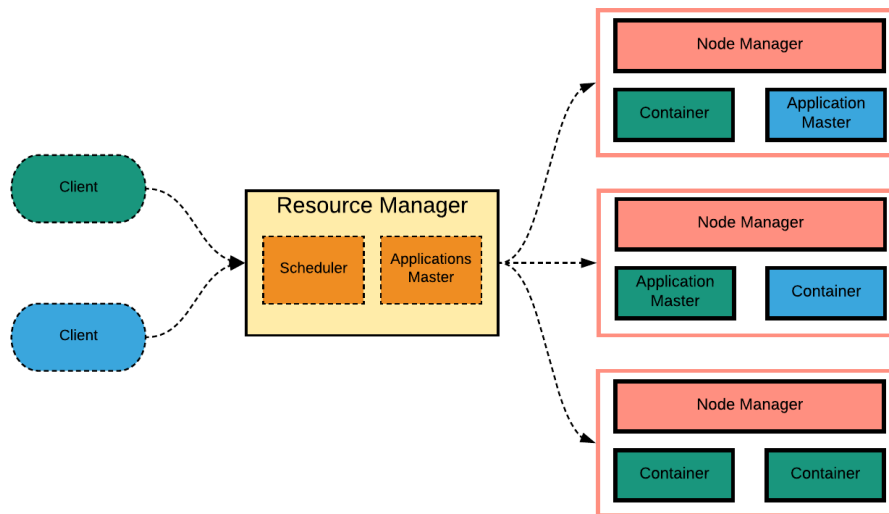 Client
Client
Resource Manager
Scheduler
Applications
Master
Node Manager
Container
Application
Master
Node Manager
Application
Master
Container
Node Manager
Container
Container